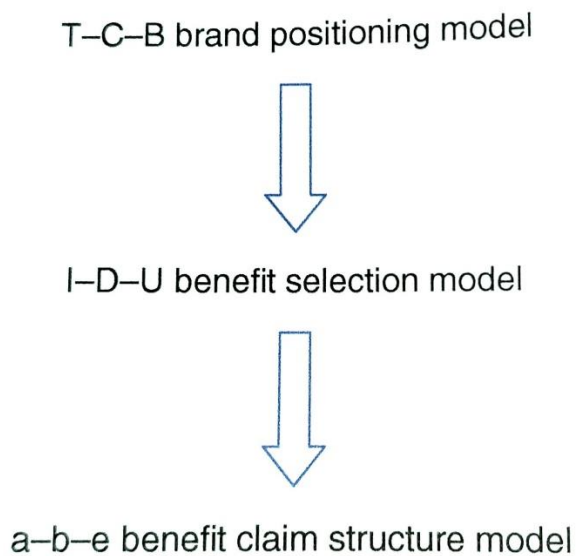 T–C–B brand positioning model
I–D–U benefit selection model
a–b–e benefit claim structure model